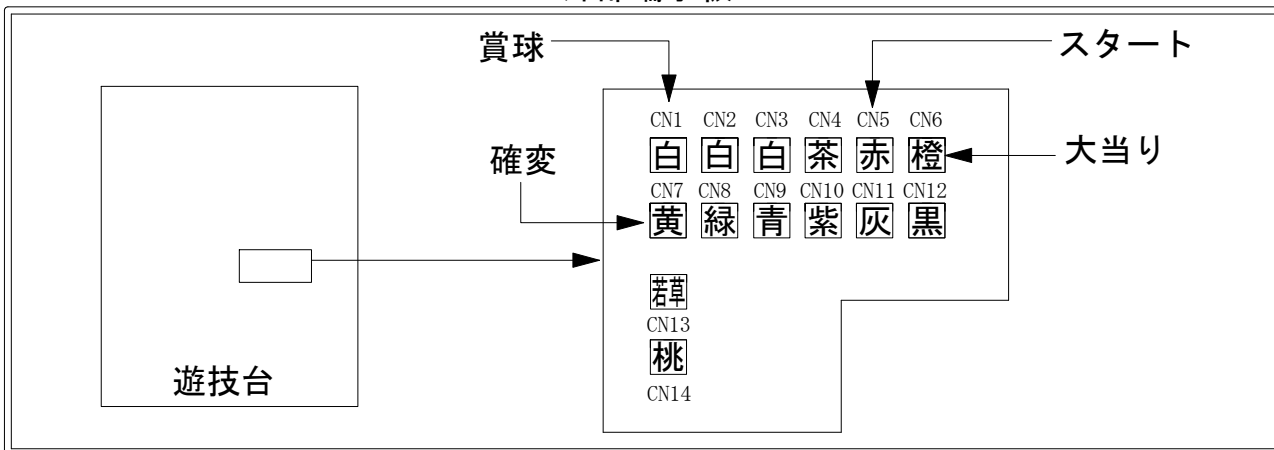 賞球
スタート
CN1 CN2 CN3 CN4 CN5 CN6
白 白 白 茶 赤 橙
大当り
確変
CN7 CN8 CN9 CN10 CN11 CN12
黄 緑 青 紫 灰 黒
若草
CN13
桃
CN14
遊技台